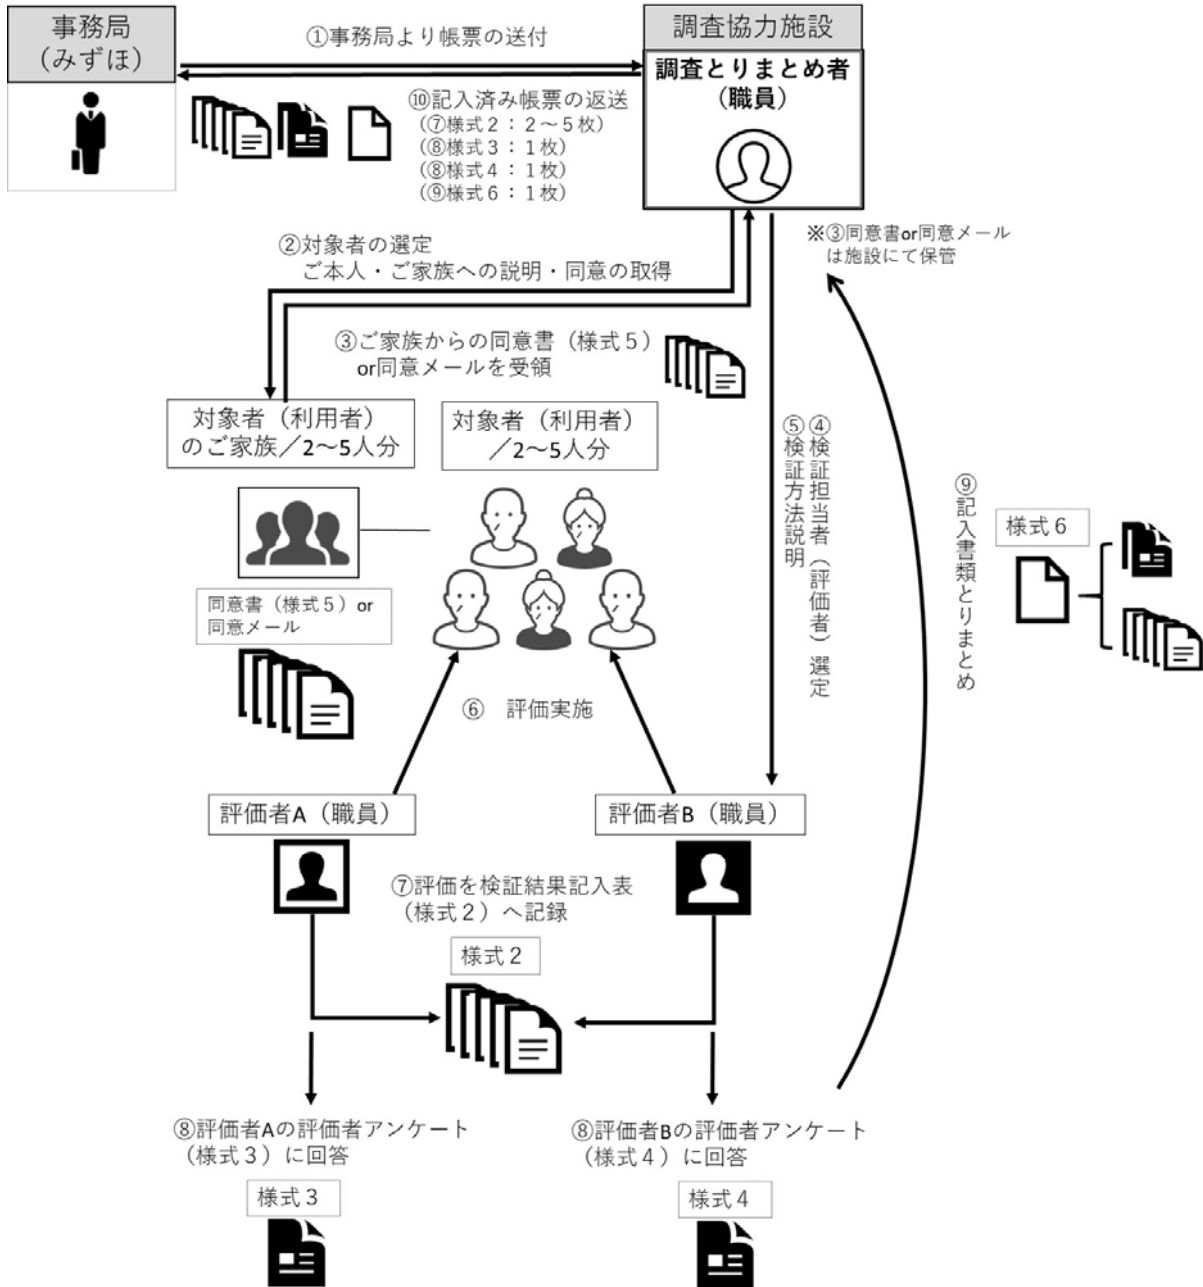 事務局
（みずほ）
①事務局より帳票の送付
調査協力施設
調査とりまとめ者
（職員）
⑩記入済み帳票の返送
（⑦様式２：２～５枚）
（⑧様式３：１枚）
（⑧様式４：１枚）
（⑨様式６：１枚）
②対象者の選定
ご本人・ご家族への説明・同意の取得
※③同意書or同意メール
は施設にて保管
③ご家族からの同意書（様式５）
or同意メールを受領
対象者（利用者）
のご家族／2～5人分
対象者（利用者）
／2～5人分
④検証担当者（評価者）選定
⑤検証方法説明
⑨記入書類とりまとめ
様式６
同意書（様式５）or
同意メール
⑥　評価実施
評価者A（職員）
評価者B（職員）
⑦評価を検証結果記入表
（様式２）へ記録
様式２
⑧評価者Aの評価者アンケート
（様式３）に回答
様式３
⑧評価者Bの評価者アンケート
（様式４）に回答
様式４